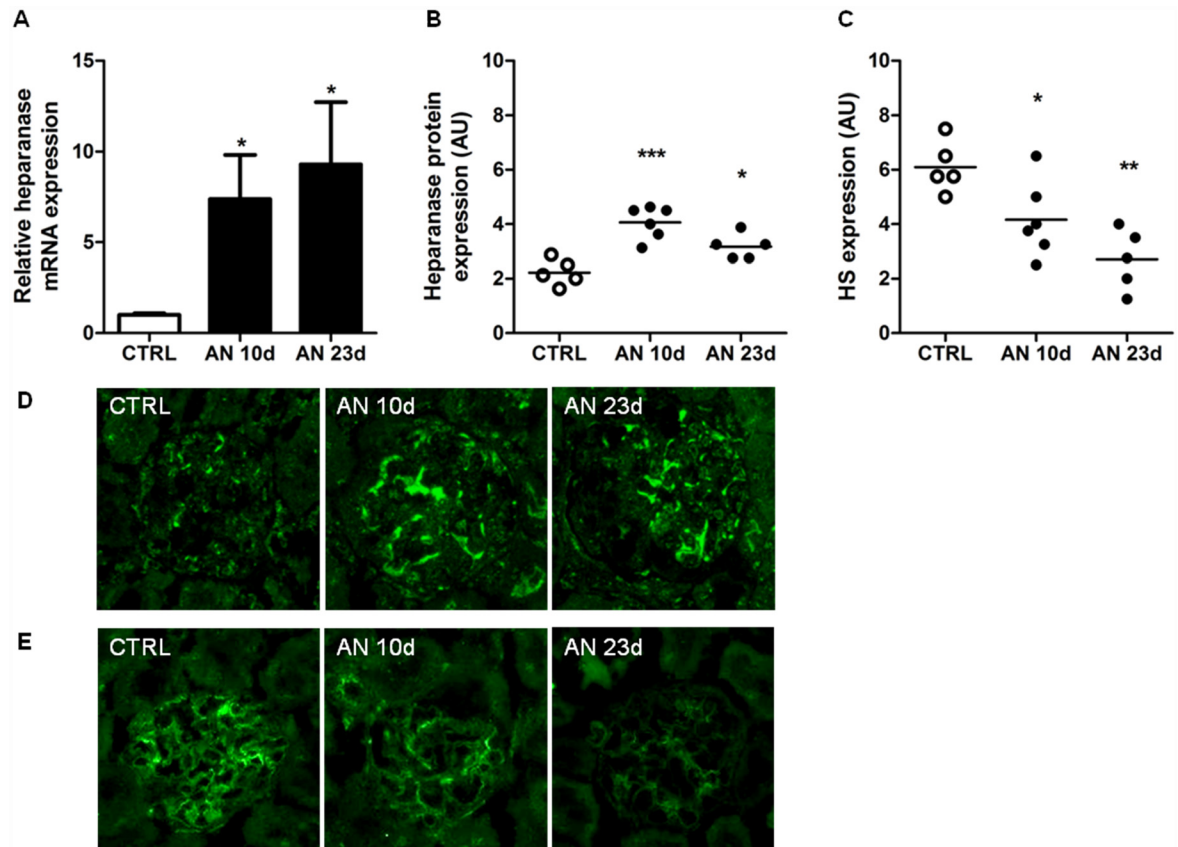 A
Relative heparanase
mRNA expression
15
10
5
0
*
*
CTRL
AN 10d
AN 23d
B
Heparanase protein
expression (AU)
10
8
6
4
2
0
***
*
CTRL
AN 10d
AN 23d
C
HS expression (AU)
10
8
6
4
2
0
*
**
CTRL
AN 10d
AN 23d
D
CTRL
AN 10d
AN 23d
E
CTRL
AN 10d
AN 23d